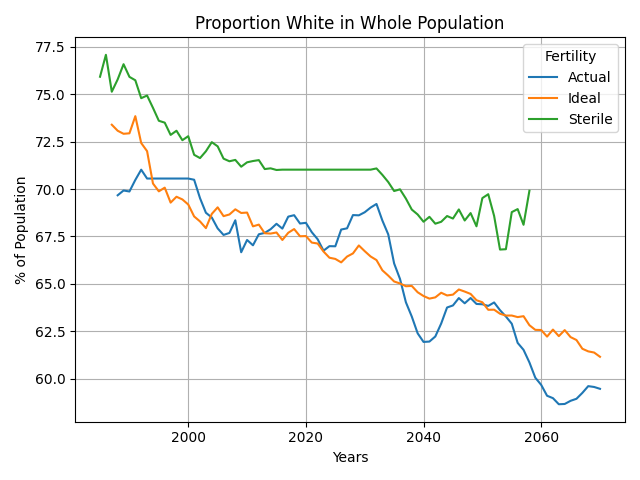 Proportion White in Whole Population
% of Population
77.5
75.0
72.5
70.0
67.5
65.0
62.5
60.0
Fertility
Actual
Ideal
Sterile
2000
2020
2040
2060
Years